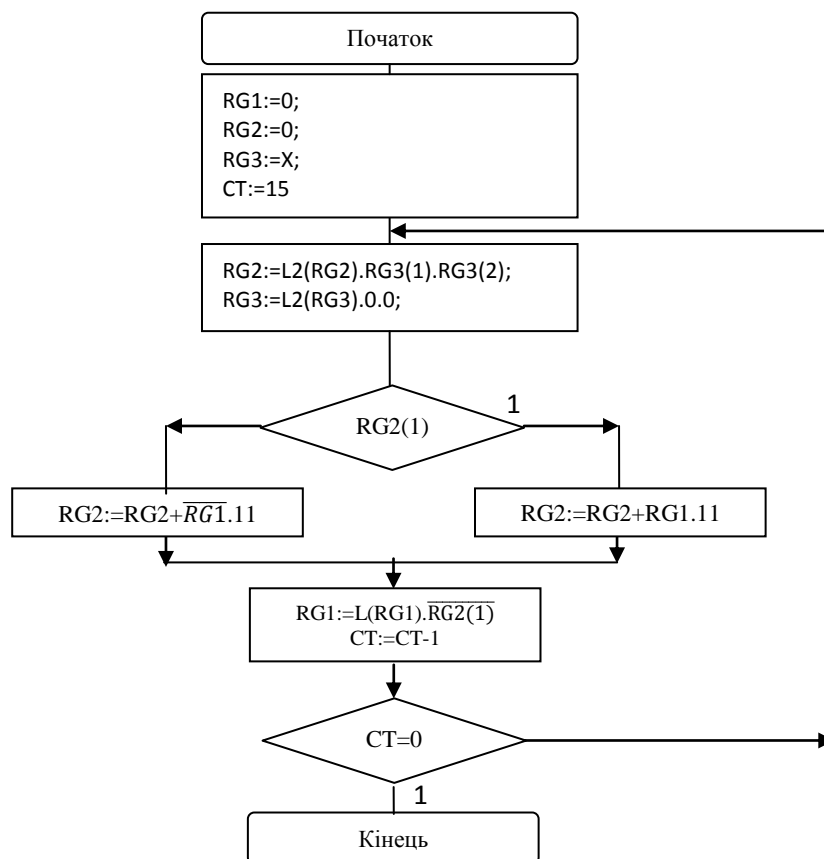 Початок
RG1:=0;
RG2:=0;
RG3:=X;
CT:=15
RG2:=L2(RG2).RG3(1).RG3(2);
RG3:=L2(RG3).0.0;
1
RG2(1)
RG2:=RG2+\overline{RG1}.11
RG2:=RG2+RG1.11
RG1:=L(RG1).\overline{RG2(1)}
CT:=CT-1
CT=0
1
Кінець